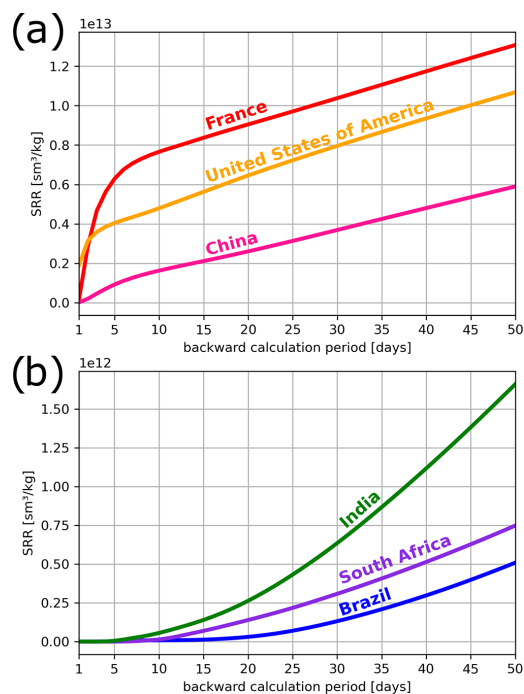 (a)
1e13
1.2
1.0
0.8
0.6
0.4
0.2
0.0
SRR [sm³/kg]
France
United States of America
China
1 5 10 15 20 25 30 35 40 45 50
backward calculation period [days]
(b)
1e12
1.50
1.25
1.00
0.75
0.50
0.25
0.00
SRR [sm³/kg]
India
South Africa
Brazil
1 5 10 15 20 25 30 35 40 45 50
backward calculation period [days]